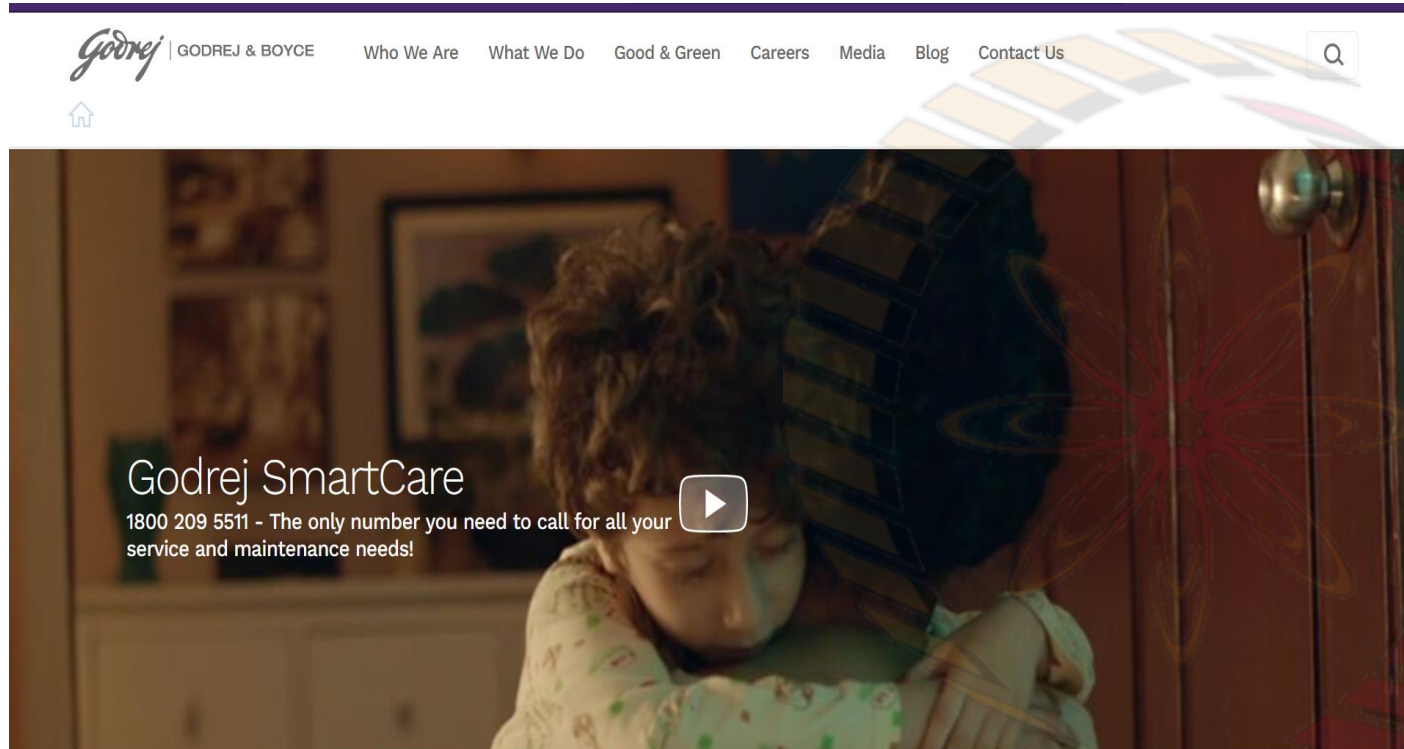 Godrej | GODREJ & BOYCE Who We Are What We Do Good & Green Careers Media Blog Contact Us
Godrej SmartCare
1800 209 5511 - The only number you need to call for all your
service and maintenance needs!